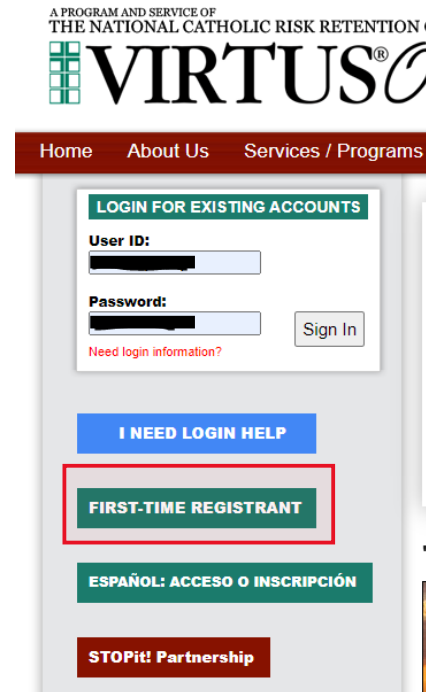 A PROGRAM AND SERVICE OF
THE NATIONAL CATHOLIC RISK RETENTION
VIRTUS®
Home About Us Services / Programs
LOGIN FOR EXISTING ACCOUNTS
User ID:
Password:
Sign In
Need login information?
I NEED LOGIN HELP
FIRST-TIME REGISTRANT
ESPAÑOL: ACCESO O INSCRIPCIÓN
STOPit! Partnership